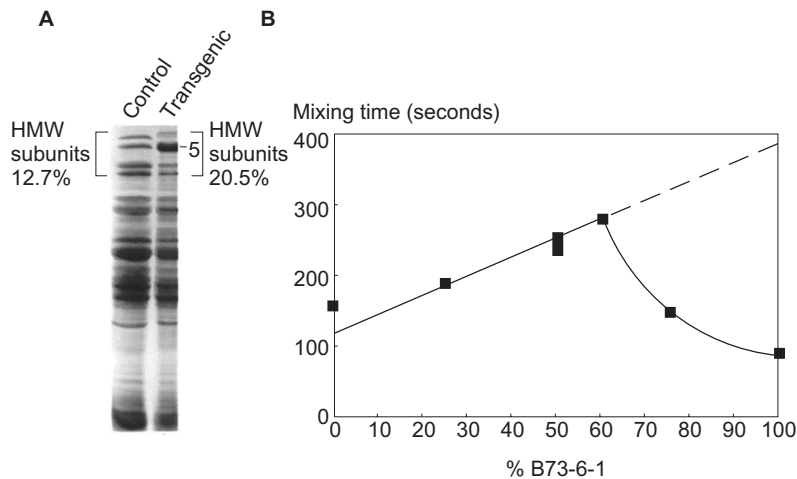 A
Control
Transgenic
HMW
subunits
12.7%
5
HMW
subunits
20.5%
B
Mixing time (seconds)
400
300
200
100
0
0 10 20 30 40 50 60 70 80 90 100
% B73-6-1